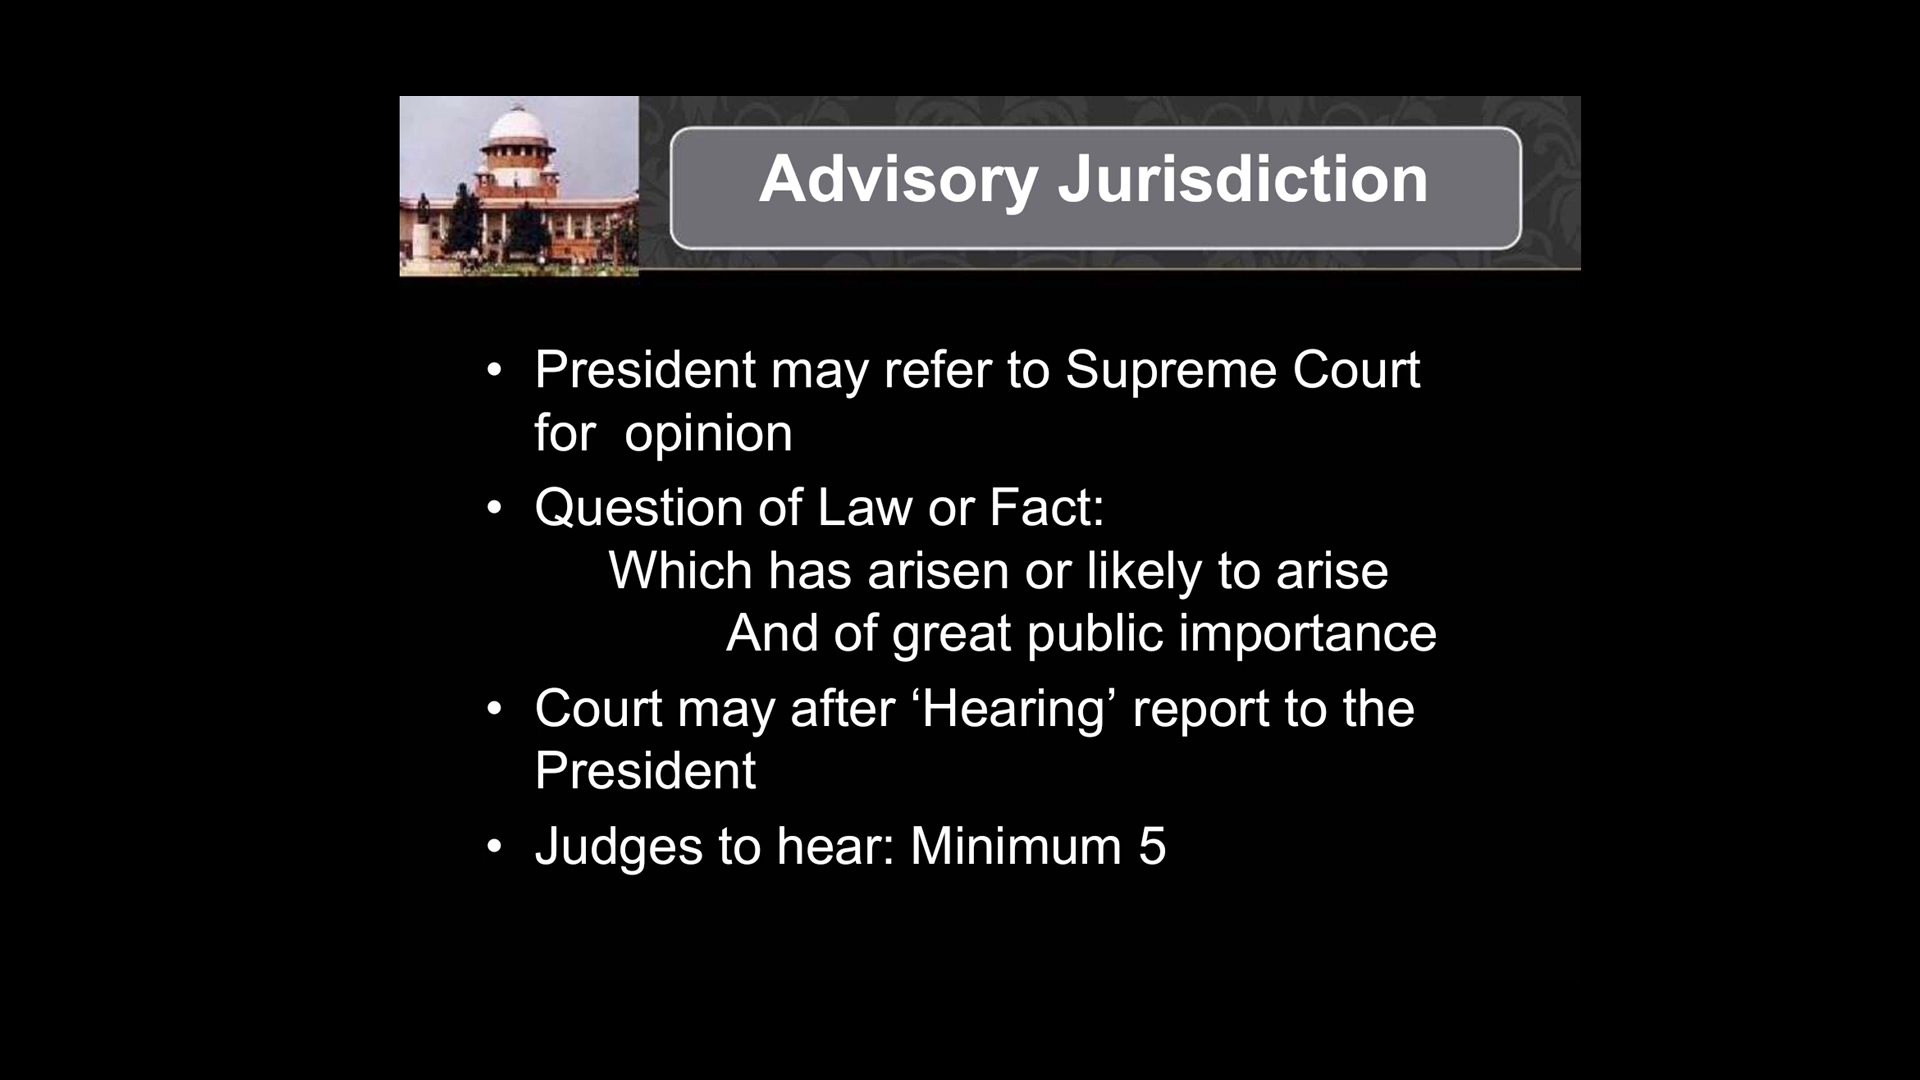 Advisory Jurisdiction
• President may refer to Supreme Court
for  opinion
• Question of Law or Fact:
Which has arisen or likely to arise
And of great public importance
• Court may after ‘Hearing’ report to the
President
• Judges to hear: Minimum 5